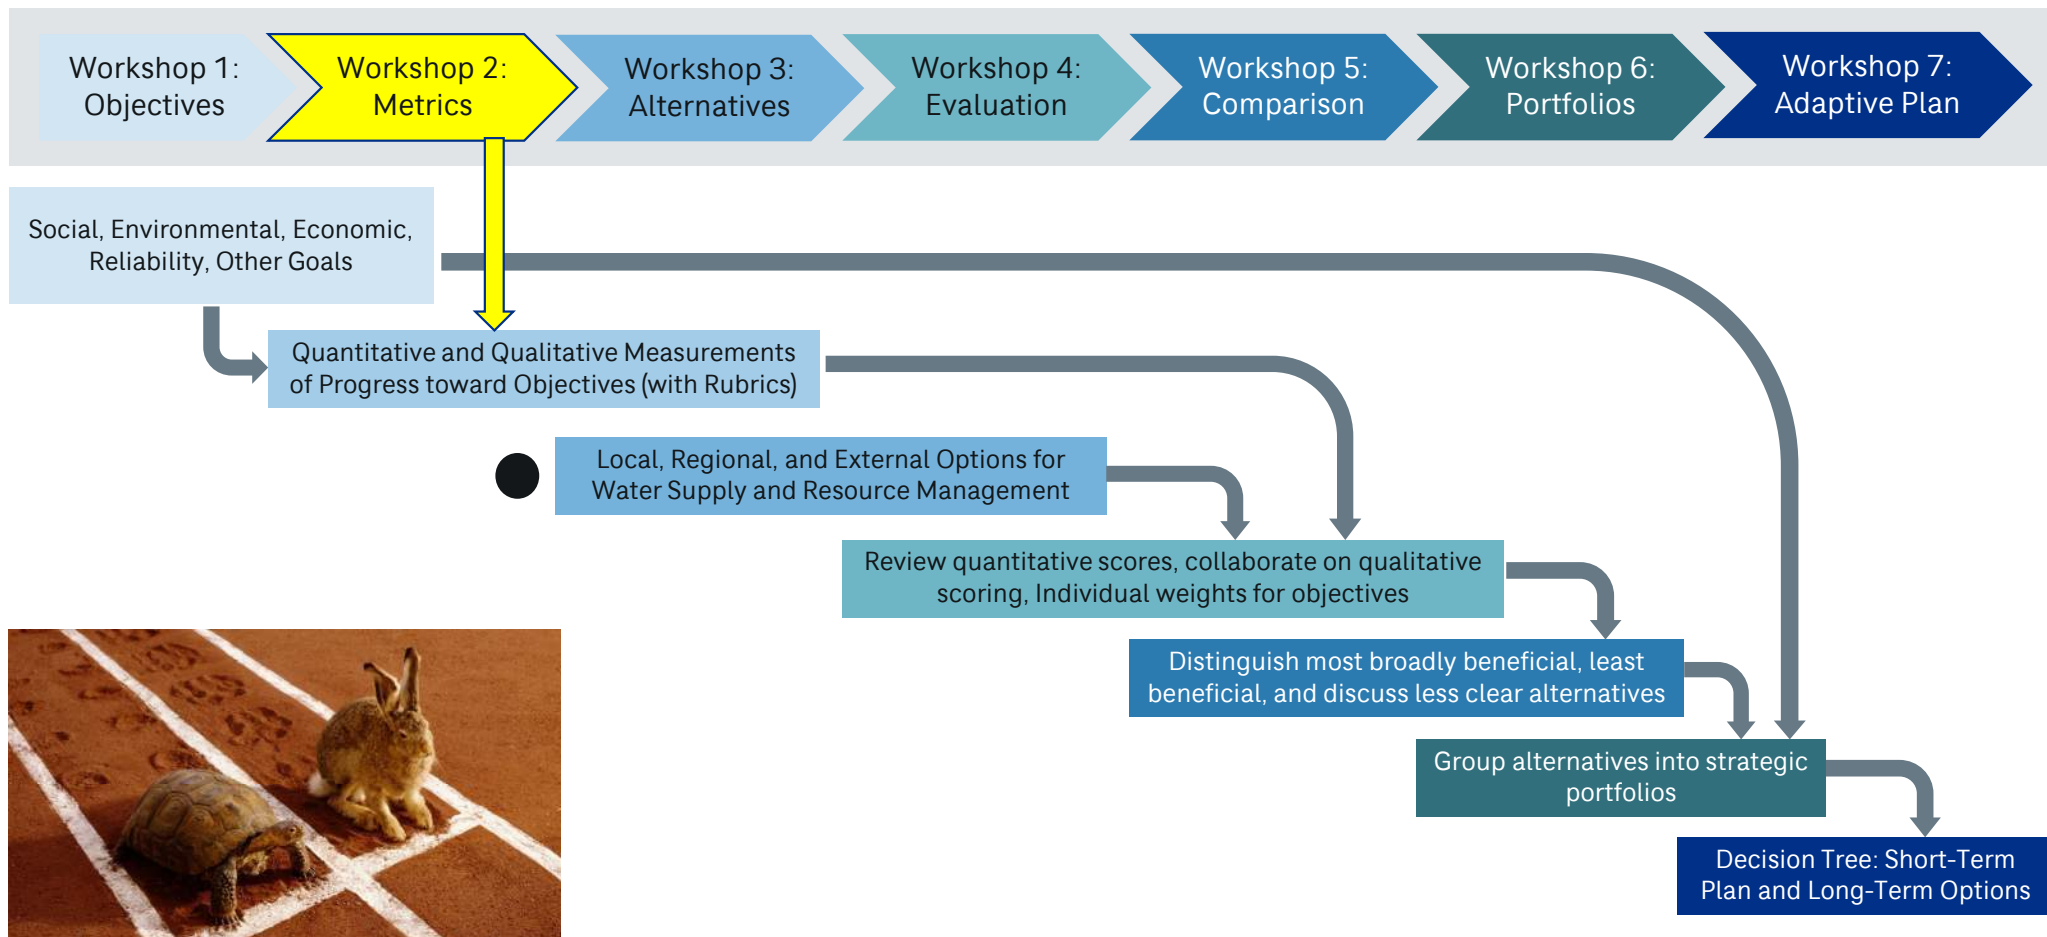 Workshop 1:
Objectives
Workshop 2:
Metrics
Workshop 3:
Alternatives
Workshop 4:
Evaluation
Workshop 5:
Comparison
Workshop 6:
Portfolios
Workshop 7:
Adaptive Plan
Social, Environmental, Economic,
Reliability, Other Goals
Quantitative and Qualitative Measurements
of Progress toward Objectives (with Rubrics)
Local, Regional, and External Options for
Water Supply and Resource Management
Review quantitative scores, collaborate on qualitative
scoring, Individual weights for objectives
Distinguish most broadly beneficial, least
beneficial, and discuss less clear alternatives
Group alternatives into strategic
portfolios
Decision Tree: Short-Term
Plan and Long-Term Options